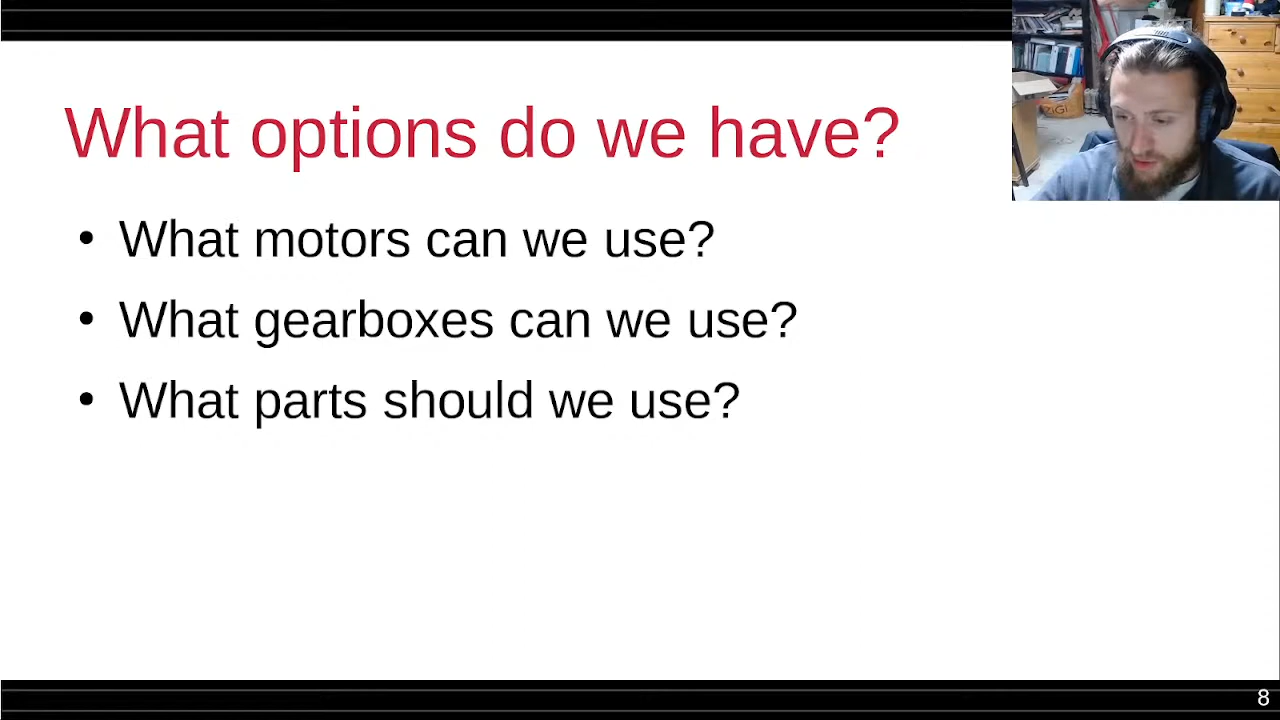 What options do we have?
• What motors can we use?
• What gearboxes can we use?
• What parts should we use?
8